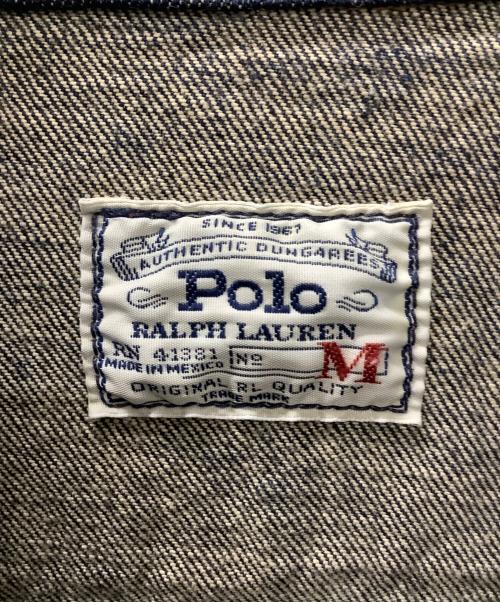 SINCE 1967
AUTHENTIC DUNGAREES
Polo
RALPH LAUREN
RN 41381 NO M
MADE IN MEXICO
ORIGINAL RL QUALITY
TRADE MARK